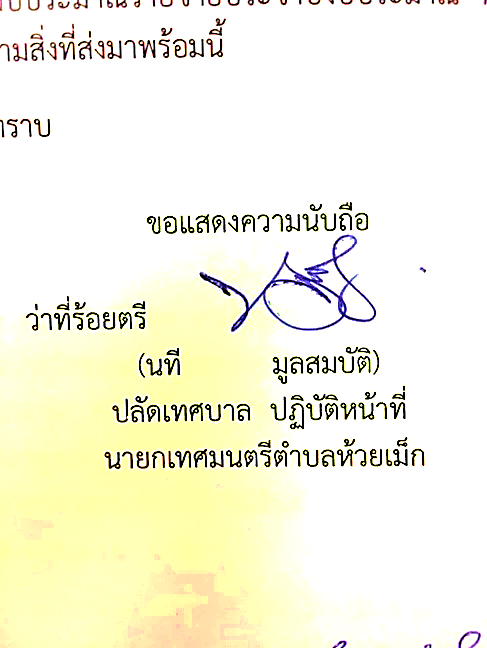 ามสิ่งที่ส่งมาพร้อมนี้
ราบ
ขอแสดงความนับถือ
ว่าที่ร้อยตรี
(นที มูลสมบัติ)
ปลัดเทศบาล ปฏิบัติหน้าที่
นายกเทศมนตรีตำบลห้วยเม็ก